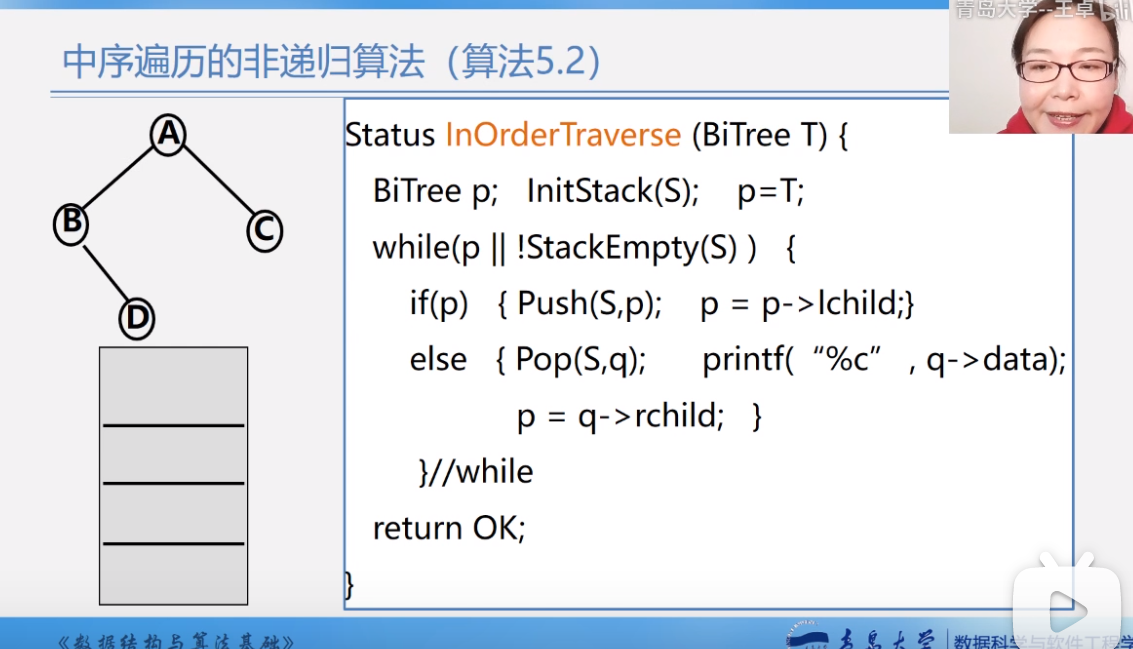 青岛大学--王卓
中序遍历的非递归算法（算法5.2）
A
B
C
D
Status InOrderTraverse (BiTree T) {
BiTree p; InitStack(S); p=T;
while(p || !StackEmpty(S) ) {
if(p) { Push(S,p); p = p->lchild;}
else { Pop(S,q); printf( “%c” , q->data);
p = q->rchild; }
}//while
return OK;
}
《数据结构与算法基础》
青岛大学
数据科学与软件工程学